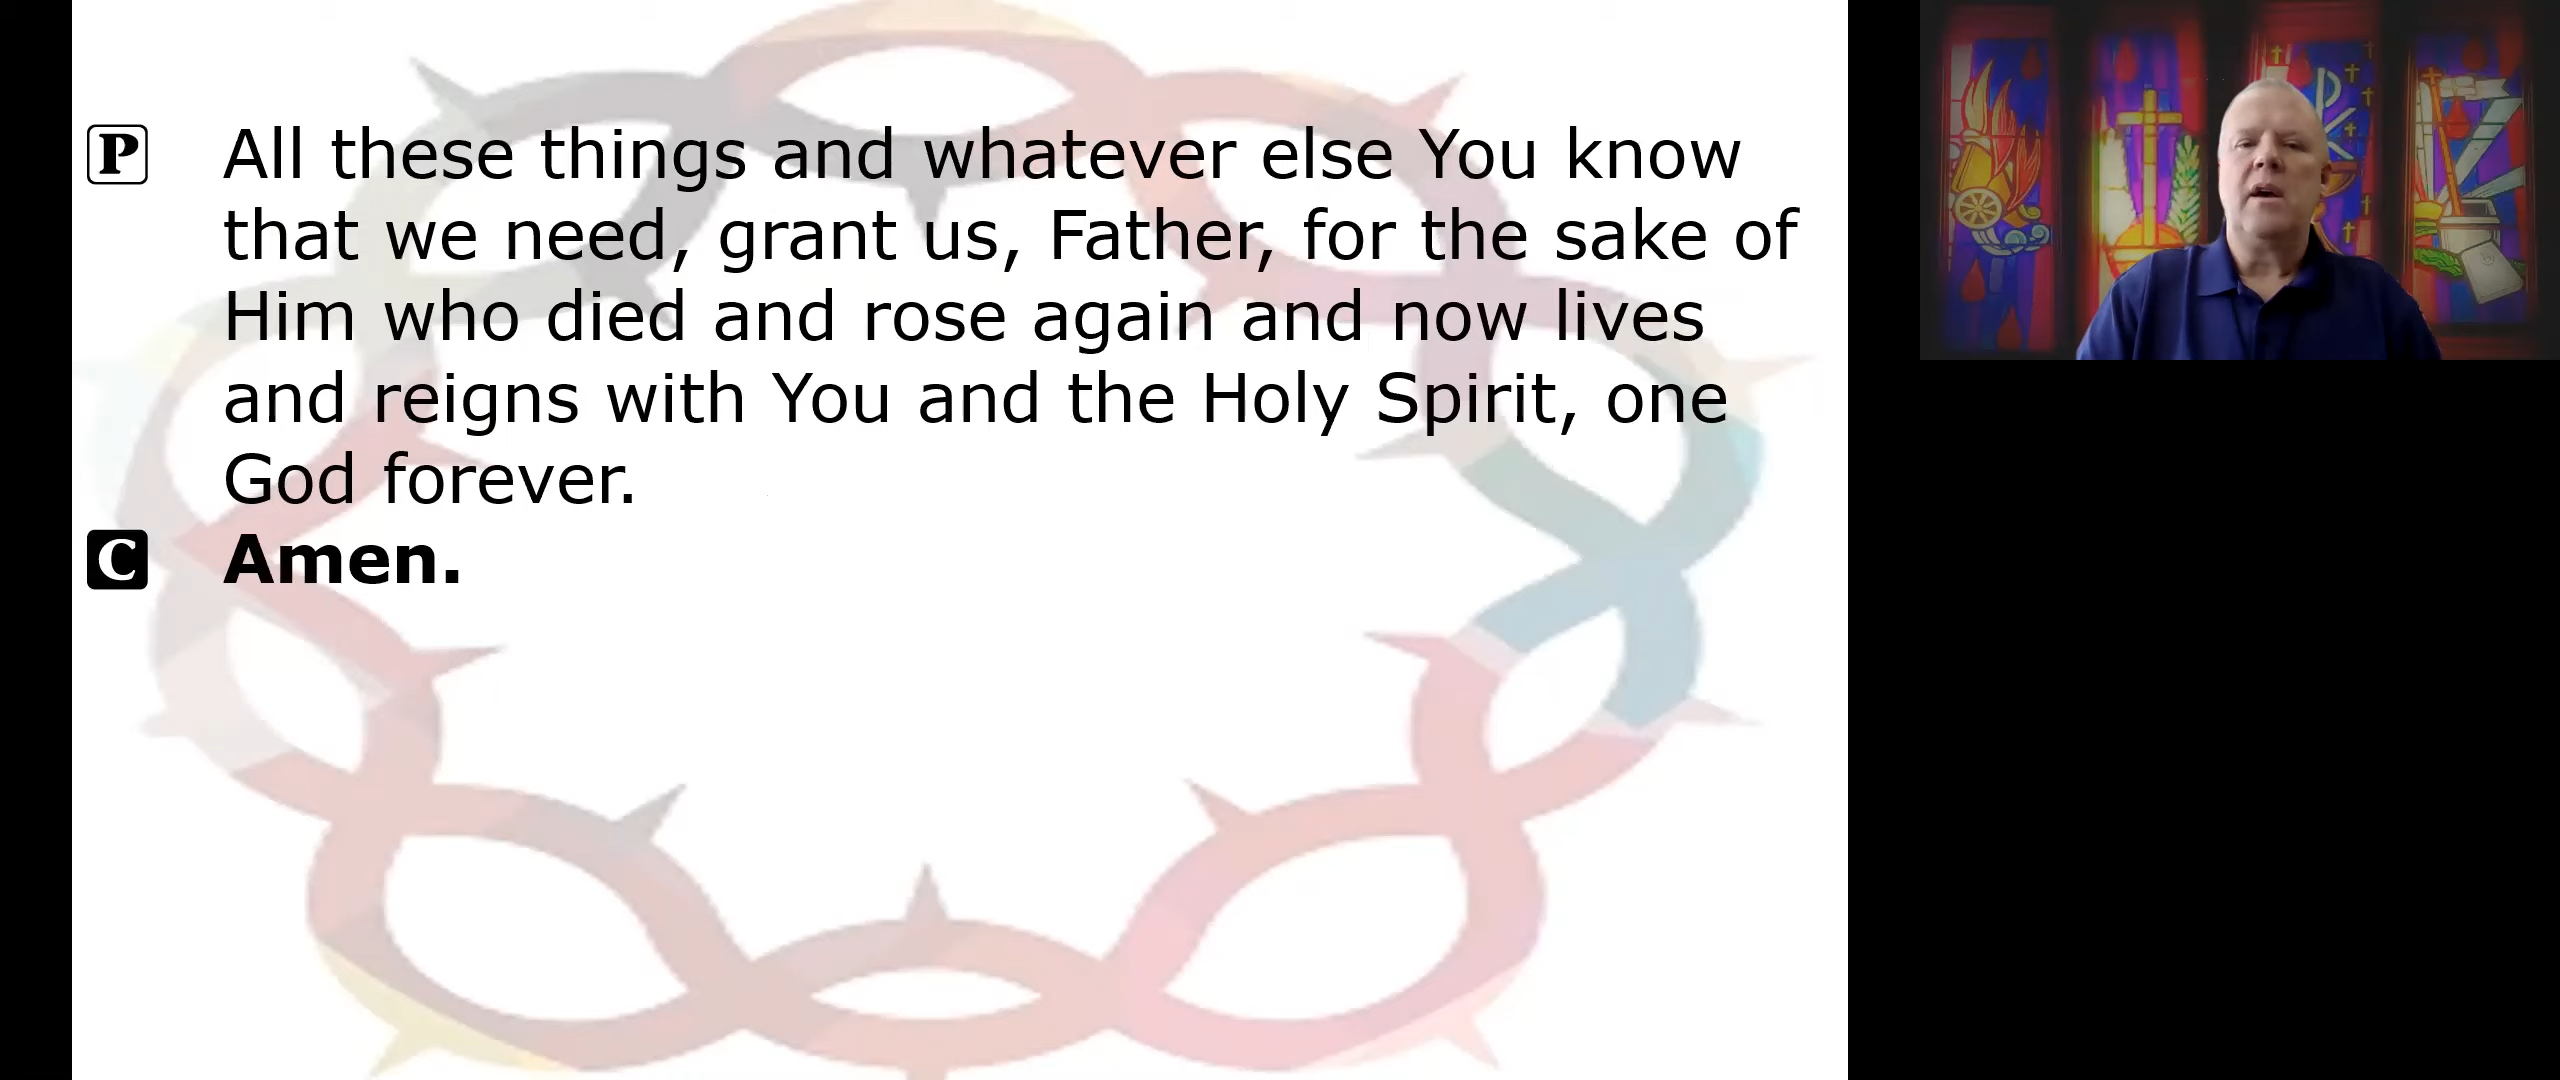 P All these things and whatever else You know
that we need, grant us, Father, for the sake of
Him who died and rose again and now lives
and reigns with You and the Holy Spirit, one
God forever.
C Amen.